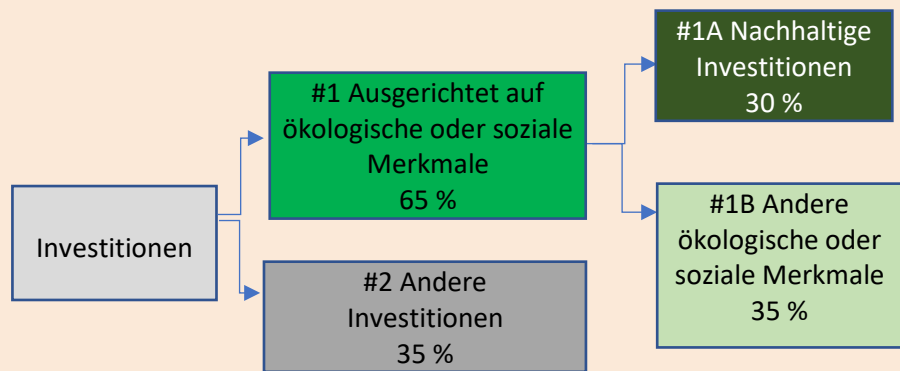 Investitionen
#1 Ausgerichtet auf
ökologische oder soziale
Merkmale
65 %
#2 Andere
Investitionen
35 %
#1A Nachhaltige
Investitionen
30 %
#1B Andere
ökologische oder
soziale Merkmale
35 %